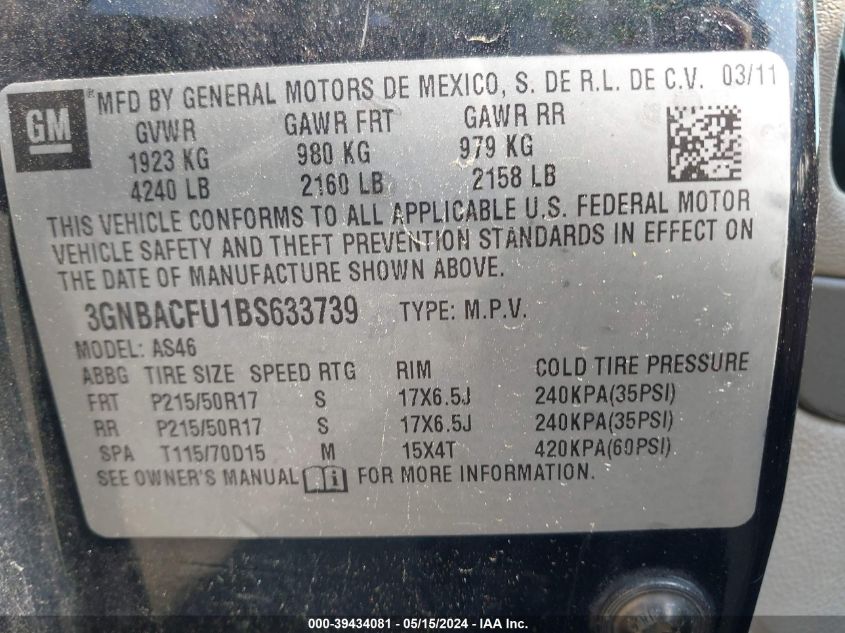 GM
®MFD BY GENERAL MOTORS DE MEXICO, S. DE R.L. DE C.V. 03/11
GVWR GAWR FRT GAWR RR
1923 KG 980 KG 979 KG
4240 LB 2160 LB 2158 LB
THIS VEHICLE CONFORMS TO ALL APPLICABLE U.S. FEDERAL MOTOR
VEHICLE SAFETY AND THEFT PREVENTION STANDARDS IN EFFECT ON
THE DATE OF MANUFACTURE SHOWN ABOVE.
3GNBACFU1BS633739 TYPE: M.P.V.
MODEL: AS46
ABBG TIRE SIZE SPEED RTG RIM COLD TIRE PRESSURE
FRT P215/50R17 S 17X6.5J 240KPA(35PSI)
RR P215/50R17 S 17X6.5J 240KPA(35PSI)
SPA T115/70D15 M 15X4T 420KPA(60PSI)
SEE OWNER'S MANUAL i FOR MORE INFORMATION.
000-39434081 - 05/15/2024 - IAAI.com